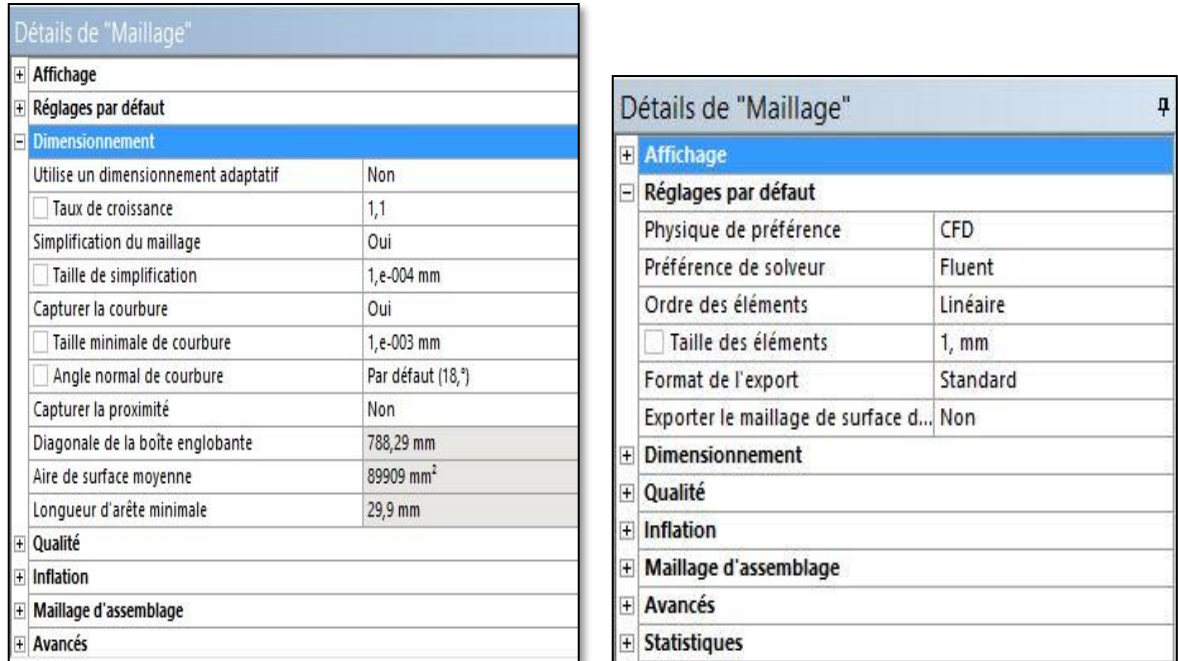 Détails de "Maillage"
Affichage
Réglages par défaut
Dimensionnement
Utilise un dimensionnement adaptatif Non
Taux de croissance 1,1
Simplification du maillage Oui
Taille de simplification 1,e-004 mm
Capturer la courbure Oui
Taille minimale de courbure 1,e-003 mm
Angle normal de courbure Par défaut (18,°)
Capturer la proximité Non
Diagonale de la boîte englobante 788,29 mm
Aire de surface moyenne 89909 mm²
Longueur d'arête minimale 29,9 mm
Qualité
Inflation
Maillage d'assemblage
Avancés
Détails de "Maillage"
Affichage
Réglages par défaut
Physique de préférence CFD
Préférence de solveur Fluent
Ordre des éléments Linéaire
Taille des éléments 1, mm
Format de l'export Standard
Exporter le maillage de surface d... Non
Dimensionnement
Qualité
Inflation
Maillage d'assemblage
Avancés
Statistiques